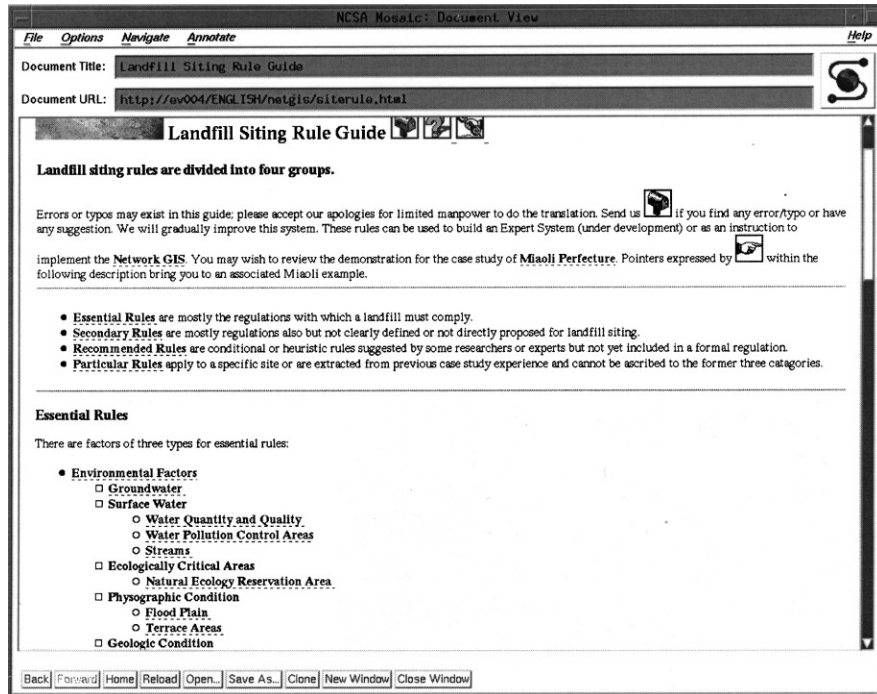 NCSA Mosaic: Document View
File Options Navigate Annotate Help
Document Title: Landfill Siting Rule Guide
Document URL: http://ev004/ENGLISH/netgis/siterule.html
Landfill Siting Rule Guide
Landfill siting rules are divided into four groups.
Errors or typos may exist in this guide; please accept our apologies for limited manpower to do the translation. Send us if you find any error/typo or have
any suggestion. We will gradually improve this system. These rules can be used to build an Expert System (under development) or as an instruction to
implement the Network GIS. You may wish to review the demonstration for the case study of Miaoli Perfecture. Pointers expressed by within the
following description bring you to an associated Miaoli example.
● Essential Rules are mostly the regulations with which a landfill must comply.
● Secondary Rules are mostly regulations also but not clearly defined or not directly proposed for landfill siting.
● Recommended Rules are conditional or heuristic rules suggested by some researchers or experts but not yet included in a formal regulation.
● Particular Rules apply to a specific site or are extracted from previous case study experience and cannot be ascribed to the former three catagories.
Essential Rules
There are factors of three types for essential rules:
● Environmental Factors
□ Groundwater
□ Surface Water
○ Water Quantity and Quality
○ Water Pollution Control Areas
○ Streams
□ Ecologically Critical Areas
○ Natural Ecology Reservation Area
□ Physographic Condition
○ Flood Plain
○ Terrace Areas
□ Geologic Condition
Back Forward Home Reload Open... Save As... Clone New Window Close Window